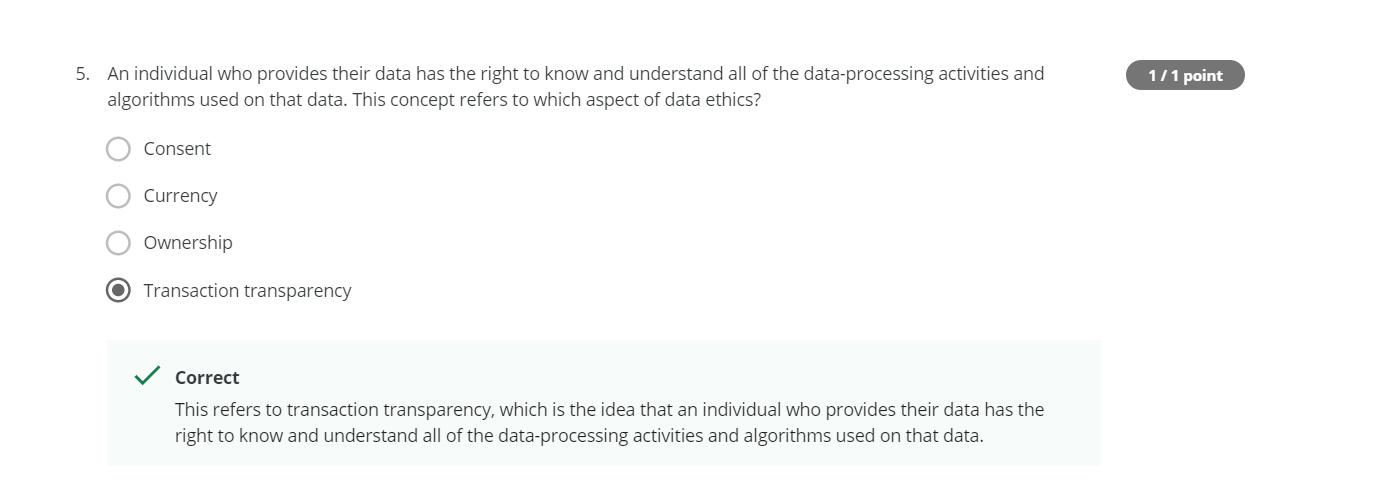 5. An individual who provides their data has the right to know and understand all of the data-processing activities and
algorithms used on that data. This concept refers to which aspect of data ethics?
1 / 1 point
Consent
Currency
Ownership
Transaction transparency
Correct
This refers to transaction transparency, which is the idea that an individual who provides their data has the
right to know and understand all of the data-processing activities and algorithms used on that data.